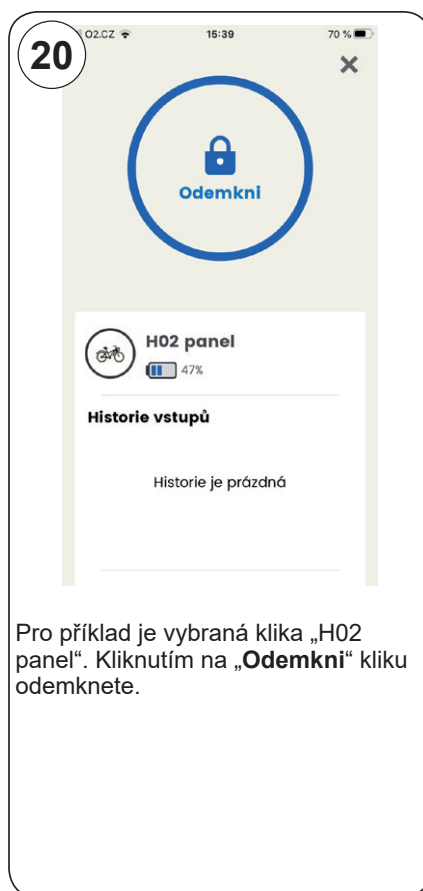 20
O2.CZ 15:39 70 %
Odemkni
H02 panel
47%
Historie vstupů
Historie je prázdná
Pro příklad je vybraná klika „H02
panel“. Kliknutím na „Odemkni“ kliku
odemknete.